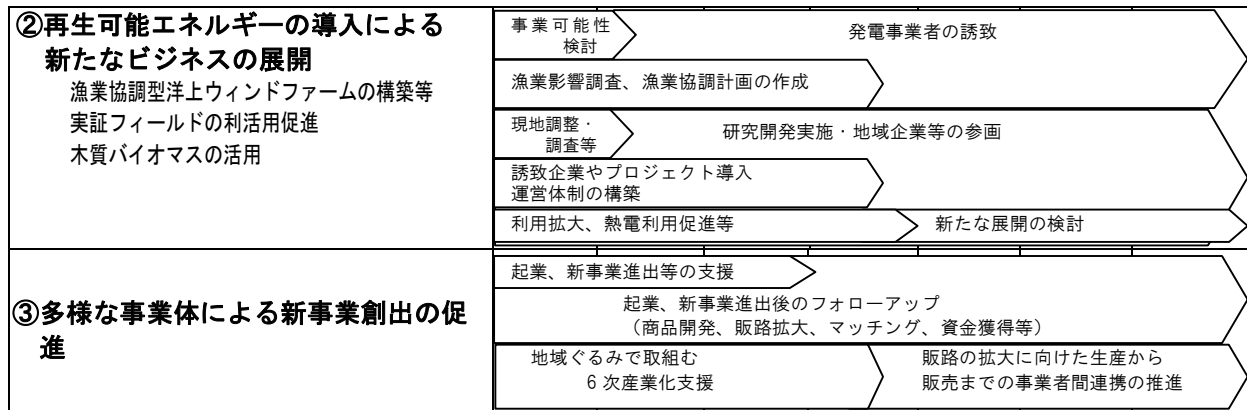 ②再生可能エネルギーの導入による
新たなビジネスの展開
漁業協調型洋上ウィンドファームの構築等
実証フィールドの利活用促進
木質バイオマスの活用
事業可能性
検討
発電事業者の誘致
漁業影響調査、漁業協調計画の作成
現地調整・
調査等
研究開発実施・地域企業等の参画
誘致企業やプロジェクト導入
運営体制の構築
利用拡大、熱電利用促進等
新たな展開の検討
③多様な事業体による新事業創出の促
進
起業、新事業進出等の支援
起業、新事業進出後のフォローアップ
（商品開発、販路拡大、マッチング、資金獲得等）
地域ぐるみで取組む
6 次産業化支援
販路の拡大に向けた生産から
販売までの事業者間連携の推進